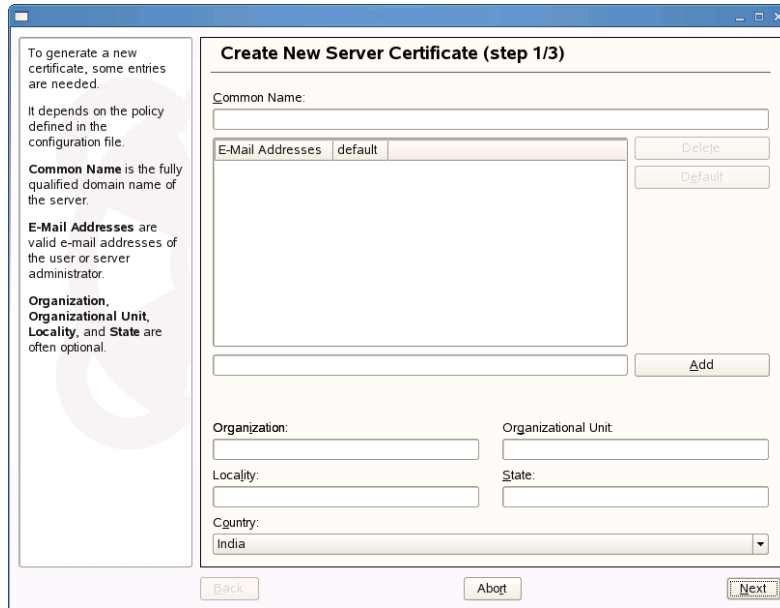 To generate a new
certificate, some entries
are needed.
It depends on the policy
defined in the
configuration file.
Common Name is the fully
qualified domain name of
the server.
E-Mail Addresses are
valid e-mail addresses of
the user or server
administrator.
Organization,
Organizational Unit,
Locality, and State are
often optional.
Create New Server Certificate (step 1/3)
Common Name:
E-Mail Addresses default
Delete
Default
Add
Organization:
Organizational Unit:
Locality:
State:
Country:
India
Back
Abort
Next